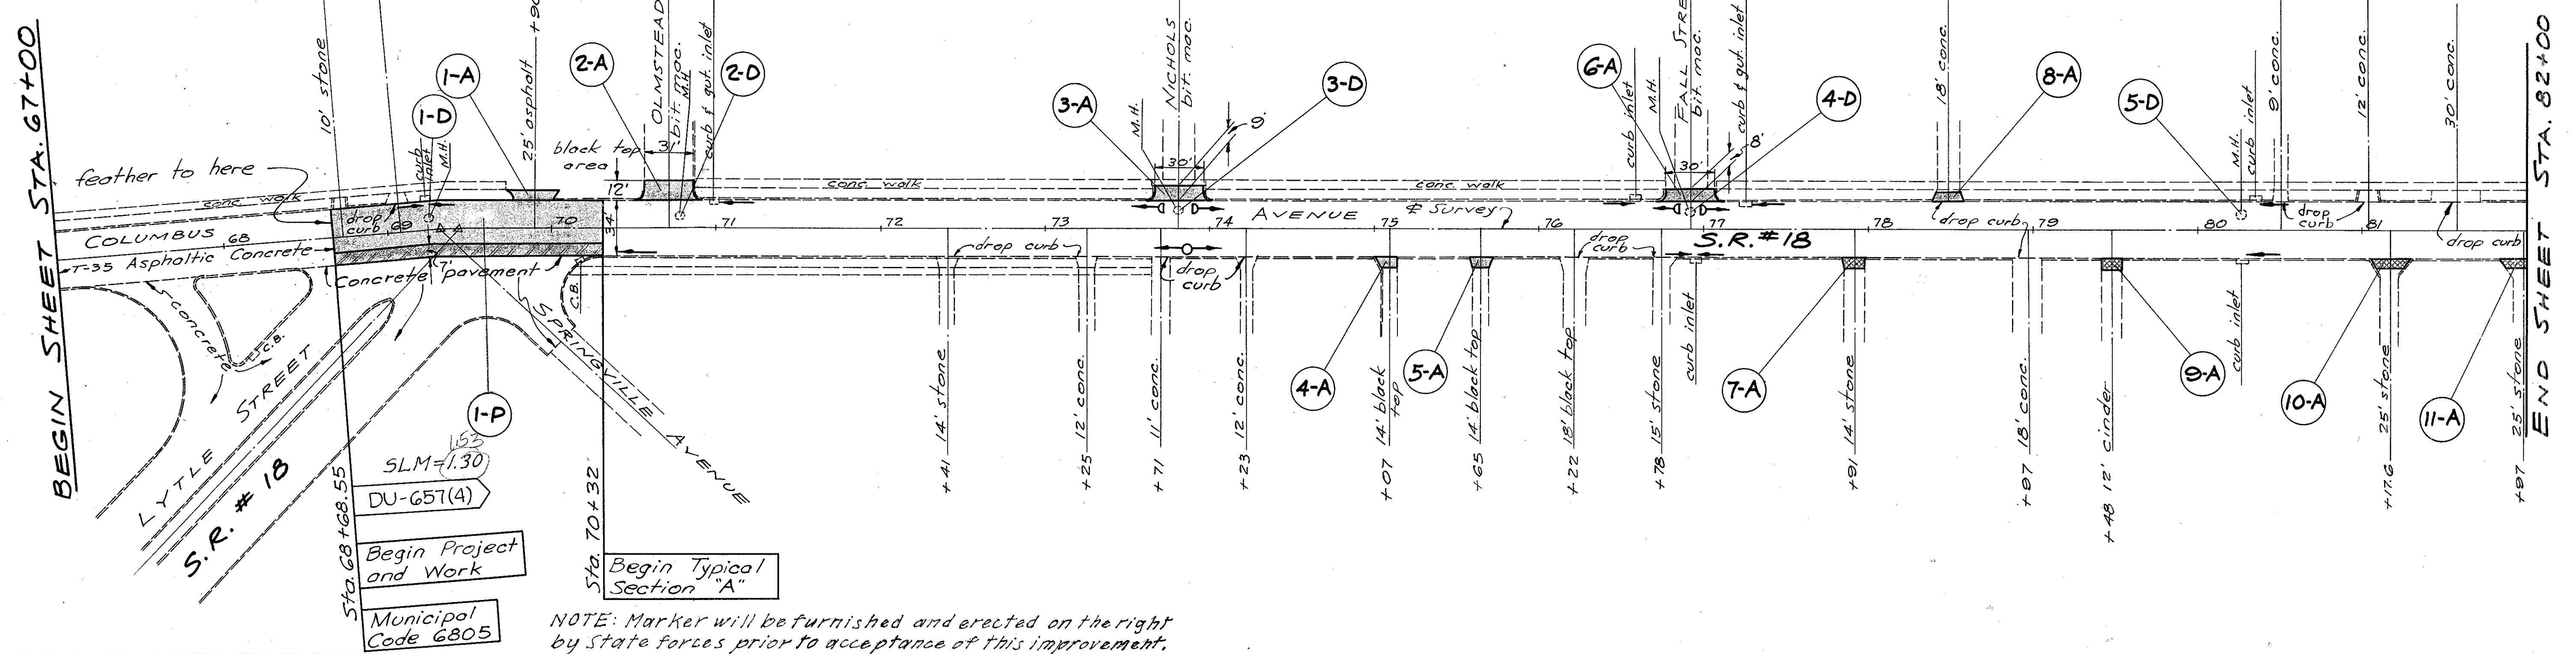 BEGIN SHEET STA. 67+00
10' stone
feather to here
conc. walk
COLUMBUS
68
T-35 Asphaltic Concrete
Concrete 7' pavement
drop curb
69
70
1-D
curb inlet
M.H.
1-A
25' asphalt
2-A
black top area
12'
34'
31'
OLMSTEAD
bit. mac.
M.H.
2-D
curb & gut. inlet
conc. walk
71
72
73
74
75
76
77
78
79
80
81
3-A
M.H.
NICHOLS
bit. mac.
30'
9'
3-D
AVENUE
conc. walk
₵ Survey
6-A
curb inlet
M.H.
FALL STRE
bit. mac.
30'
8'
curb & gut. inlet
4-D
S.R. #18
18' conc.
8-A
drop curb
5-D
M.H.
curb inlet
9' conc.
drop curb
12' conc.
30' conc.
drop curb
END SHEET STA. 82+00
concrete
C.B.
LYTLE STREET
S.R. # 18
C.B.
SPRINGVILLE AVENUE
1-P
1.53
SLM=1.30
DU-657(4)
Sta. 68+68.55
Begin Project
and Work
Municipal
Code 6805
Sta. 70+32
Begin Typical
Section "A"
drop curb
+41 14' stone
+25 12' conc.
drop curb
+71 11' conc.
+23 12' conc.
4-A
+07 14' black top
5-A
+65 14' black top
drop curb
+22 18' black top
+78 15' stone
curb inlet
7-A
+91 14' stone
+97 18' conc.
+48 12' cinder
9-A
curb inlet
10-A
+17.6 25' stone
11-A
+97 25' stone
NOTE: Marker will be furnished and erected on the right
by State forces prior to acceptance of this improvement.